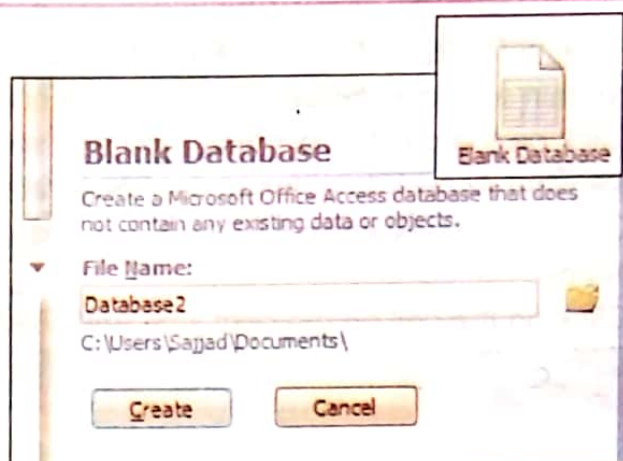 Blank Database
Blank Database
Create a Microsoft Office Access database that does
not contain any existing data or objects.
File Name:
Database2
C:\Users\Sajjad\Documents\
Create
Cancel